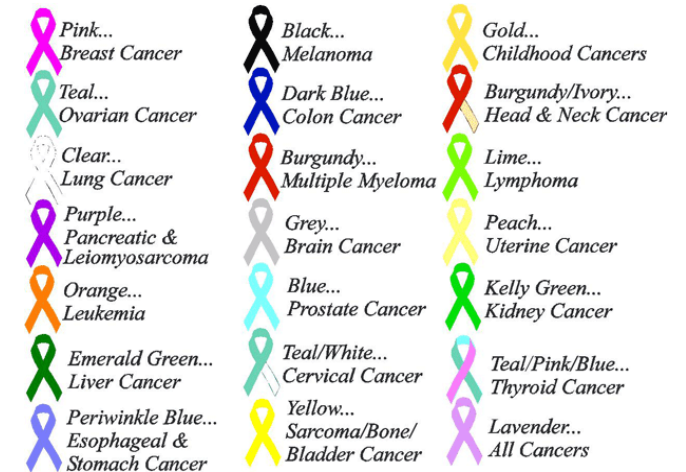 Pink...
Breast Cancer
Black...
Melanoma
Gold...
Childhood Cancers
Teal...
Ovarian Cancer
Dark Blue...
Colon Cancer
Burgundy/Ivory...
Head & Neck Cancer
Clear...
Lung Cancer
Burgundy...
Multiple Myeloma
Lime...
Lymphoma
Purple...
Pancreatic &
Leiomyosarcoma
Grey...
Brain Cancer
Peach...
Uterine Cancer
Orange...
Leukemia
Blue...
Prostate Cancer
Kelly Green...
Kidney Cancer
Emerald Green...
Liver Cancer
Teal/White...
Cervical Cancer
Teal/Pink/Blue...
Thyroid Cancer
Periwinkle Blue...
Esophageal &
Stomach Cancer
Yellow...
Sarcoma/Bone/
Bladder Cancer
Lavender...
All Cancers